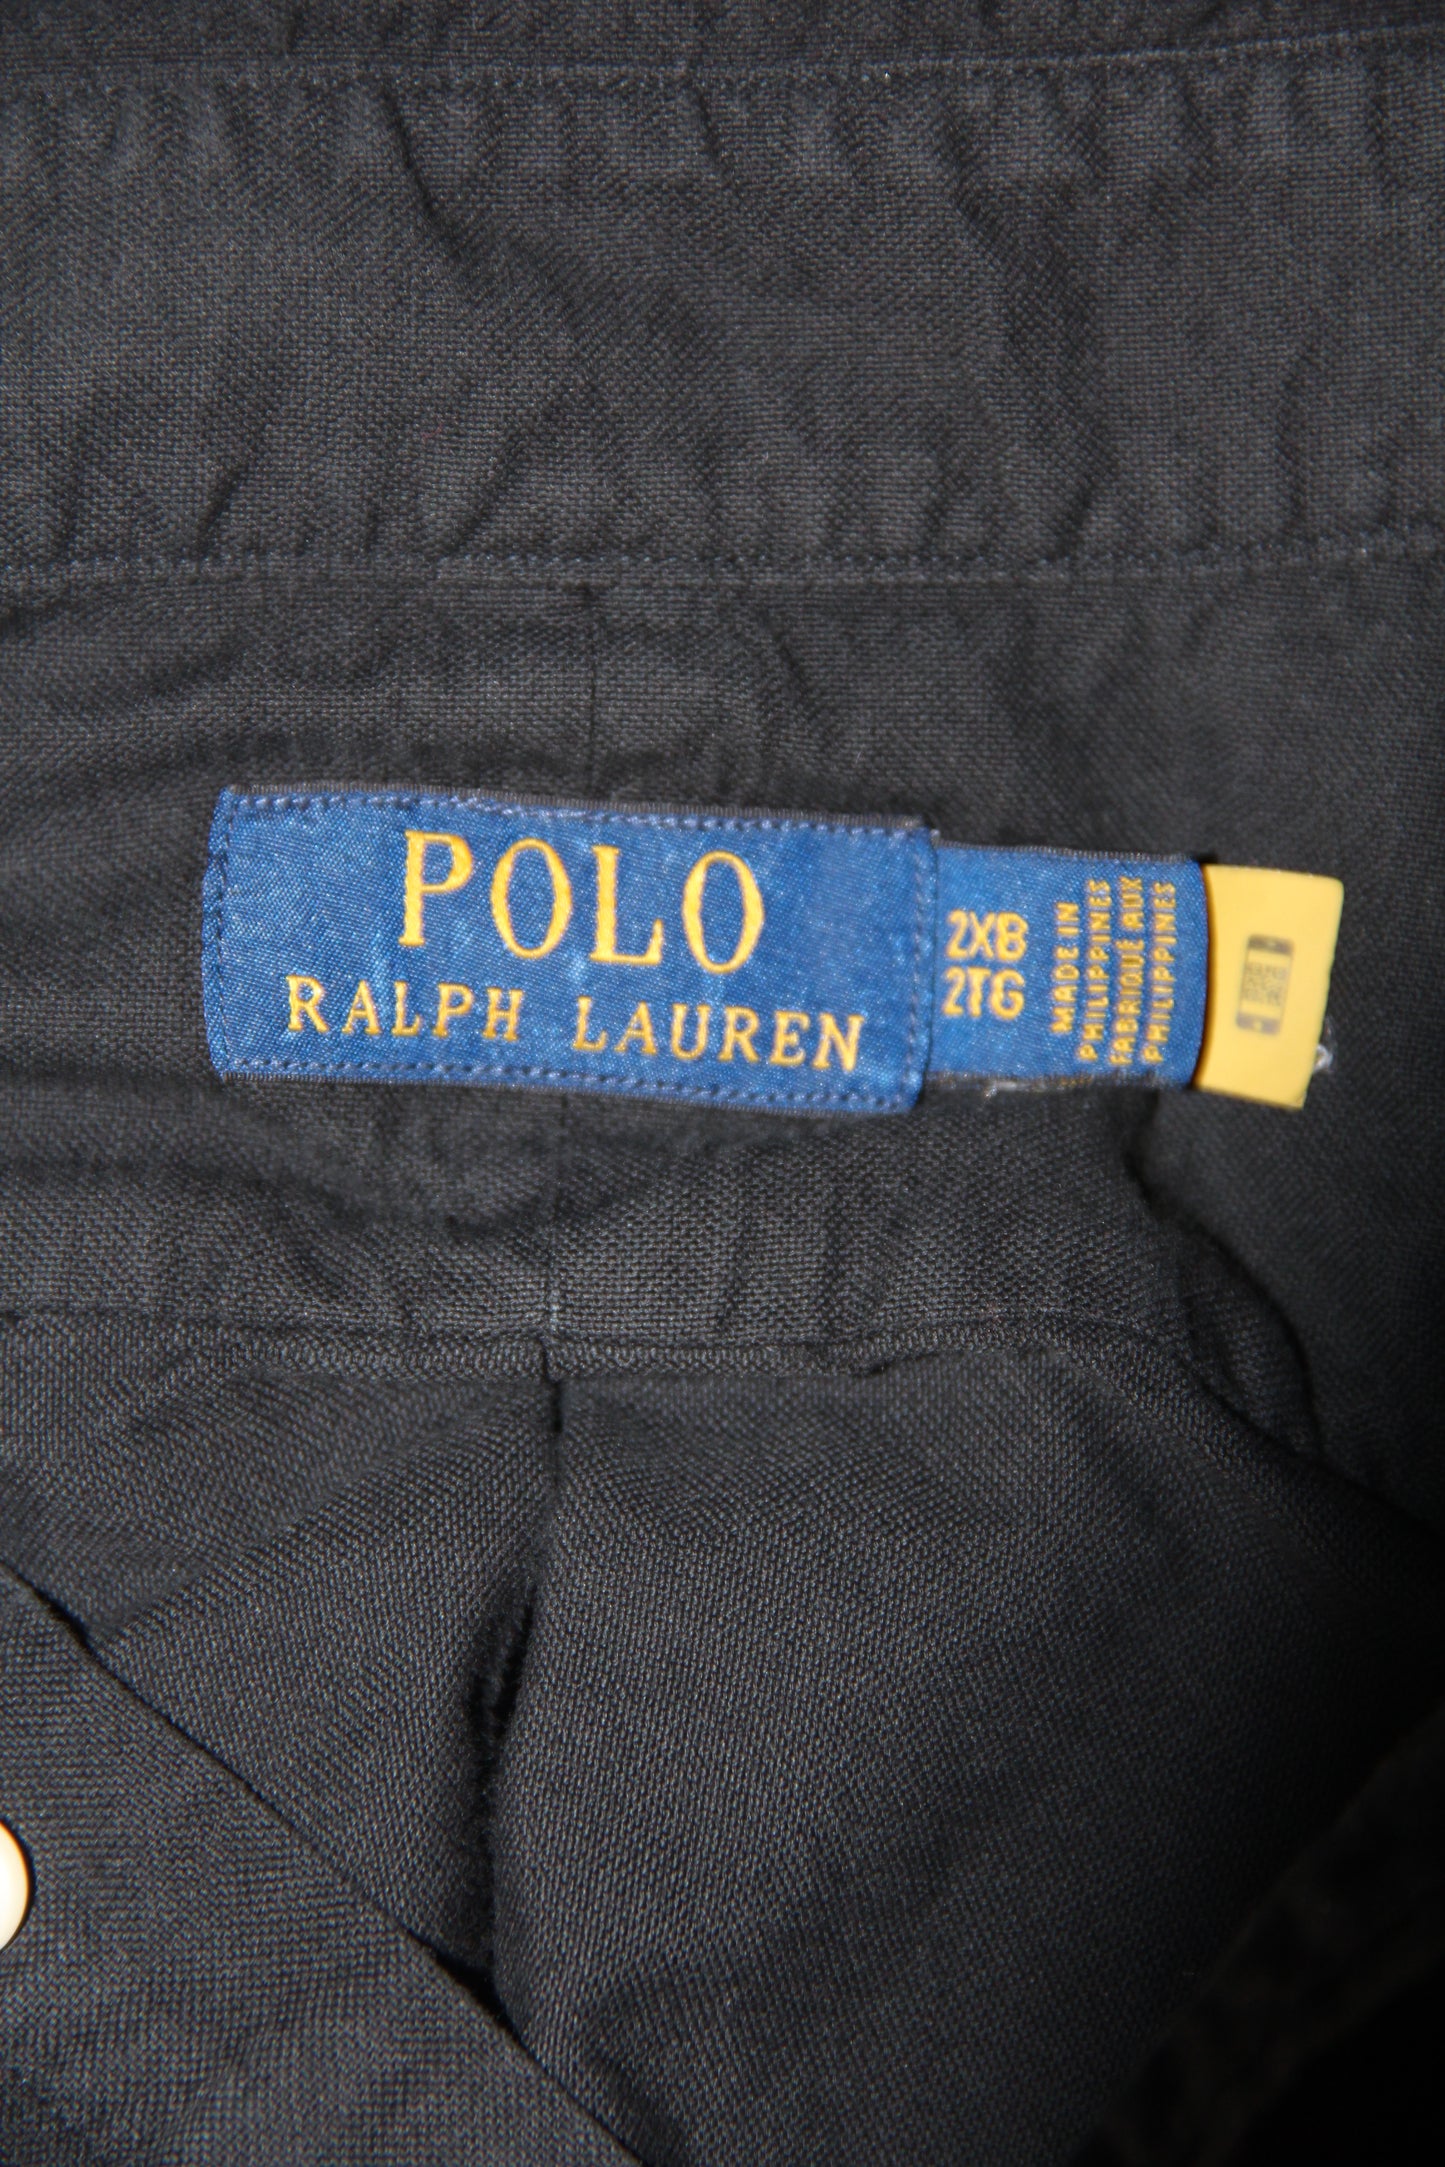 POLO
RALPH LAUREN
2XB
2TG
MADE IN
PHILIPPINES
FABRIQUÉ AUX
PHILIPPINES